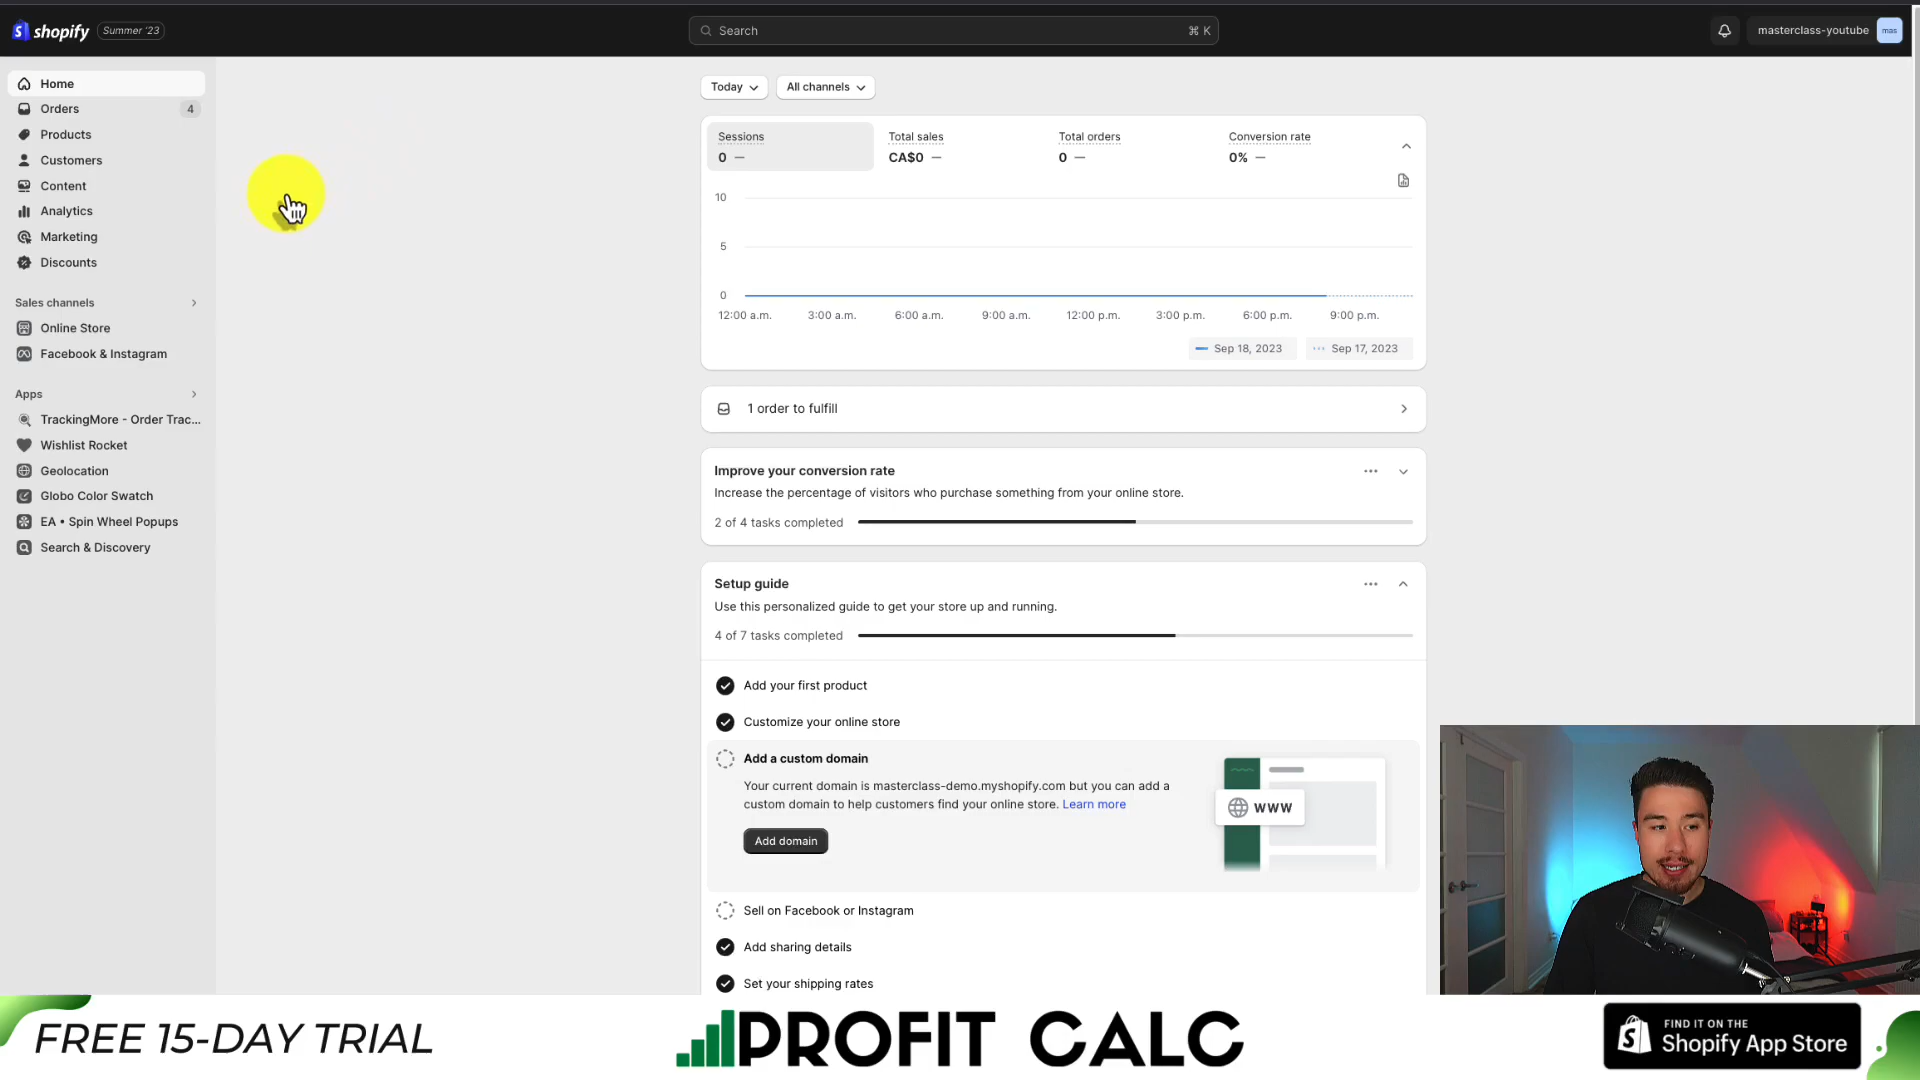 shopify
Summer '23
Search
⌘ K
masterclass-youtube
mas
Home
Orders
4
Products
Customers
Content
Analytics
Marketing
Discounts
Sales channels
Online Store
Facebook & Instagram
Apps
TrackingMore - Order Trac...
Wishlist Rocket
Geolocation
Globo Color Swatch
EA • Spin Wheel Popups
Search & Discovery
Today
All channels
Sessions
0 —
Total sales
CA$0 —
Total orders
0 —
Conversion rate
0% —
10
5
0
12:00 a.m.
3:00 a.m.
6:00 a.m.
9:00 a.m.
12:00 p.m.
3:00 p.m.
6:00 p.m.
9:00 p.m.
Sep 18, 2023
Sep 17, 2023
1 order to fulfill
Improve your conversion rate
Increase the percentage of visitors who purchase something from your online store.
2 of 4 tasks completed
Setup guide
Use this personalized guide to get your store up and running.
4 of 7 tasks completed
Add your first product
Customize your online store
Add a custom domain
Your current domain is masterclass-demo.myshopify.com but you can add a
custom domain to help customers find your online store. Learn more
Add domain
WWW
Sell on Facebook or Instagram
Add sharing details
Set your shipping rates
FREE 15-DAY TRIAL
PROFIT CALC
FIND IT ON THE
Shopify App Store